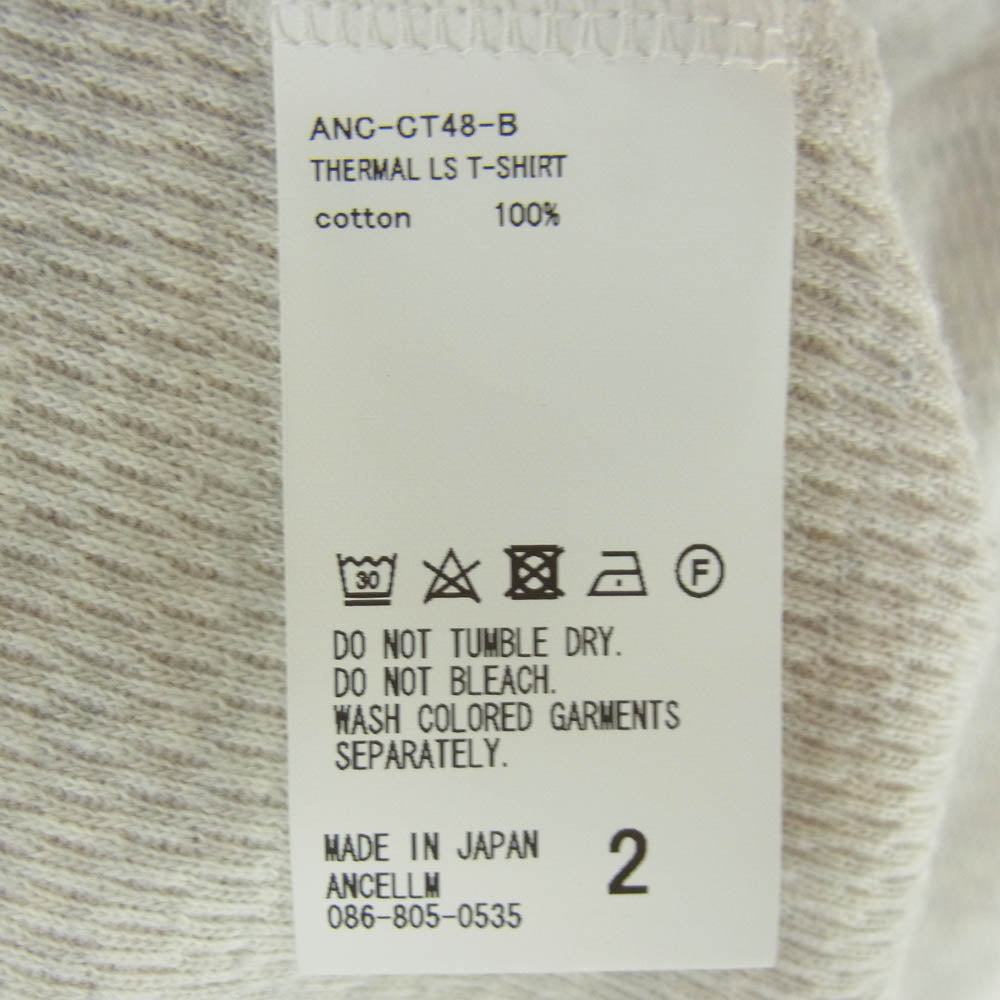 ANC-CT48-B
THERMAL LS T-SHIRT
cotton 100%
30 F
DO NOT TUMBLE DRY.
DO NOT BLEACH.
WASH COLORED GARMENTS
SEPARATELY.
MADE IN JAPAN 2
ANCELLM
086-805-0535